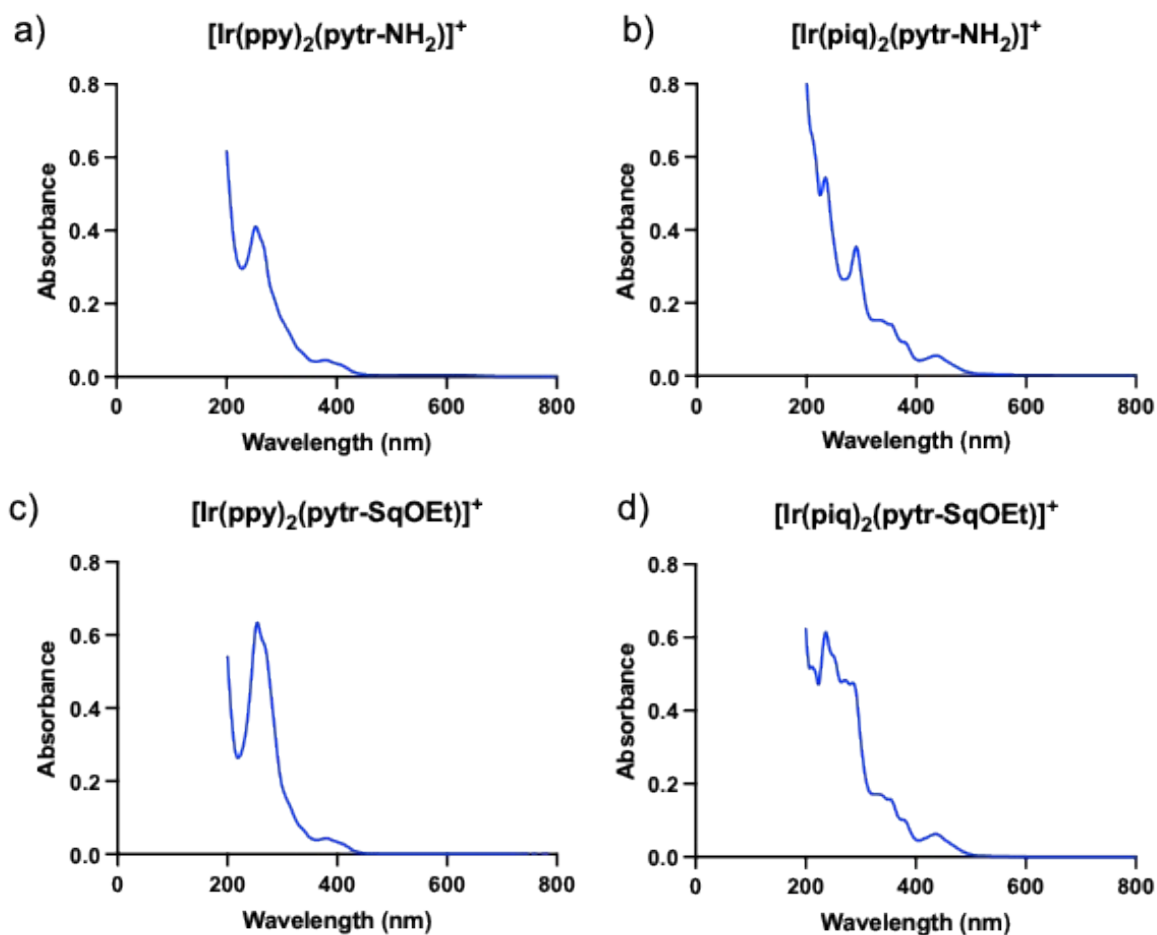 a)
[Ir(ppy)₂(pytr-NH₂)]⁺
0.8
0.6
0.4
0.2
0.0
Absorbance
0
200
400
600
800
Wavelength (nm)
b)
[Ir(piq)₂(pytr-NH₂)]⁺
0.8
0.6
0.4
0.2
0.0
Absorbance
0
200
400
600
800
Wavelength (nm)
c)
[Ir(ppy)₂(pytr-SqOEt)]⁺
0.8
0.6
0.4
0.2
0.0
Absorbance
0
200
400
600
800
Wavelength (nm)
d)
[Ir(piq)₂(pytr-SqOEt)]⁺
0.8
0.6
0.4
0.2
0.0
Absorbance
0
200
400
600
800
Wavelength (nm)